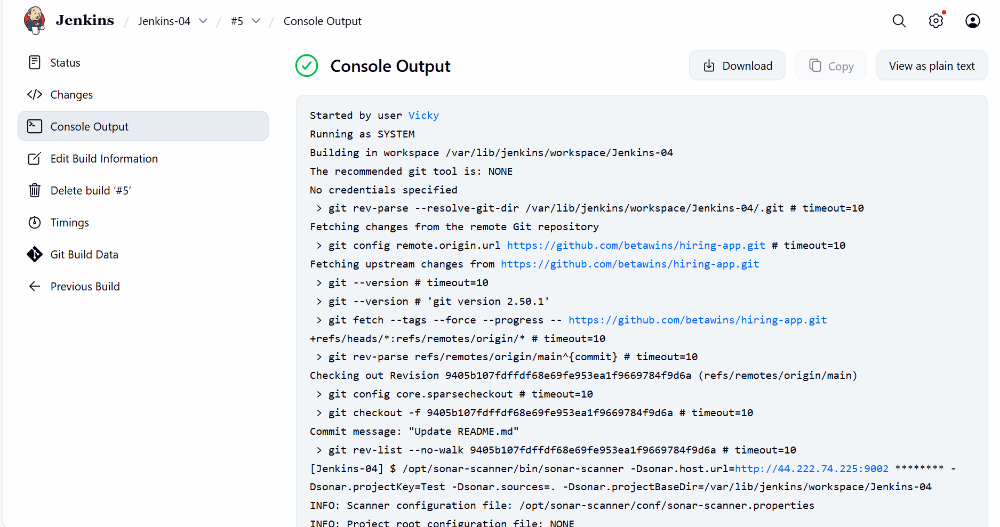 Jenkins / Jenkins-04 / #5 / Console Output
Status
Changes
Console Output
Edit Build Information
Delete build ‘#5’
Timings
Git Build Data
Previous Build
Console Output
Download
Copy
View as plain text
Started by user Vicky
Running as SYSTEM
Building in workspace /var/lib/jenkins/workspace/Jenkins-04
The recommended git tool is: NONE
No credentials specified
 > git rev-parse --resolve-git-dir /var/lib/jenkins/workspace/Jenkins-04/.git # timeout=10
Fetching changes from the remote Git repository
 > git config remote.origin.url https://github.com/betawins/hiring-app.git # timeout=10
Fetching upstream changes from https://github.com/betawins/hiring-app.git
 > git --version # timeout=10
 > git --version # 'git version 2.50.1'
 > git fetch --tags --force --progress -- https://github.com/betawins/hiring-app.git
+refs/heads/*:refs/remotes/origin/* # timeout=10
 > git rev-parse refs/remotes/origin/main^{commit} # timeout=10
Checking out Revision 9405b107fdffdf68e69fe953ea1f9669784f9d6a (refs/remotes/origin/main)
 > git config core.sparsecheckout # timeout=10
 > git checkout -f 9405b107fdffdf68e69fe953ea1f9669784f9d6a # timeout=10
Commit message: "Update README.md"
 > git rev-list --no-walk 9405b107fdffdf68e69fe953ea1f9669784f9d6a # timeout=10
[Jenkins-04] $ /opt/sonar-scanner/bin/sonar-scanner -Dsonar.host.url=http://44.222.74.225:9002 ******** -
Dsonar.projectKey=Test -Dsonar.sources=. -Dsonar.projectBaseDir=/var/lib/jenkins/workspace/Jenkins-04
INFO: Scanner configuration file: /opt/sonar-scanner/conf/sonar-scanner.properties
INFO: Project root configuration file: NONE